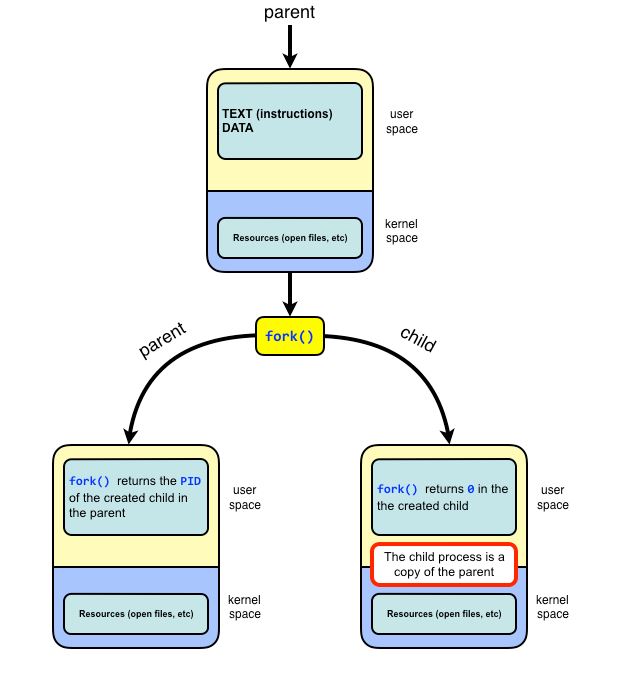 parent
TEXT (instructions)
DATA
user
space
Resources (open files, etc)
kernel
space
fork()
parent
child
fork() returns the PID
of the created child in
the parent
user
space
Resources (open files, etc)
kernel
space
fork() returns 0 in the
the created child
user
space
The child process is a
copy of the parent
Resources (open files, etc)
kernel
space